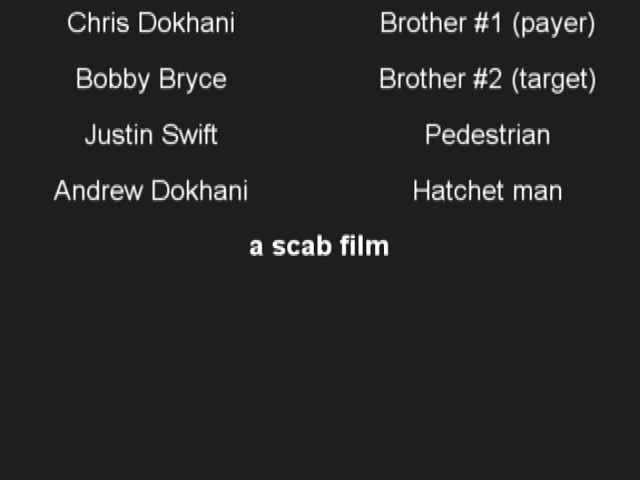 Chris Dokhani Brother #1 (payer)
Bobby Bryce Brother #2 (target)
Justin Swift Pedestrian
Andrew Dokhani Hatchet man
a scab film